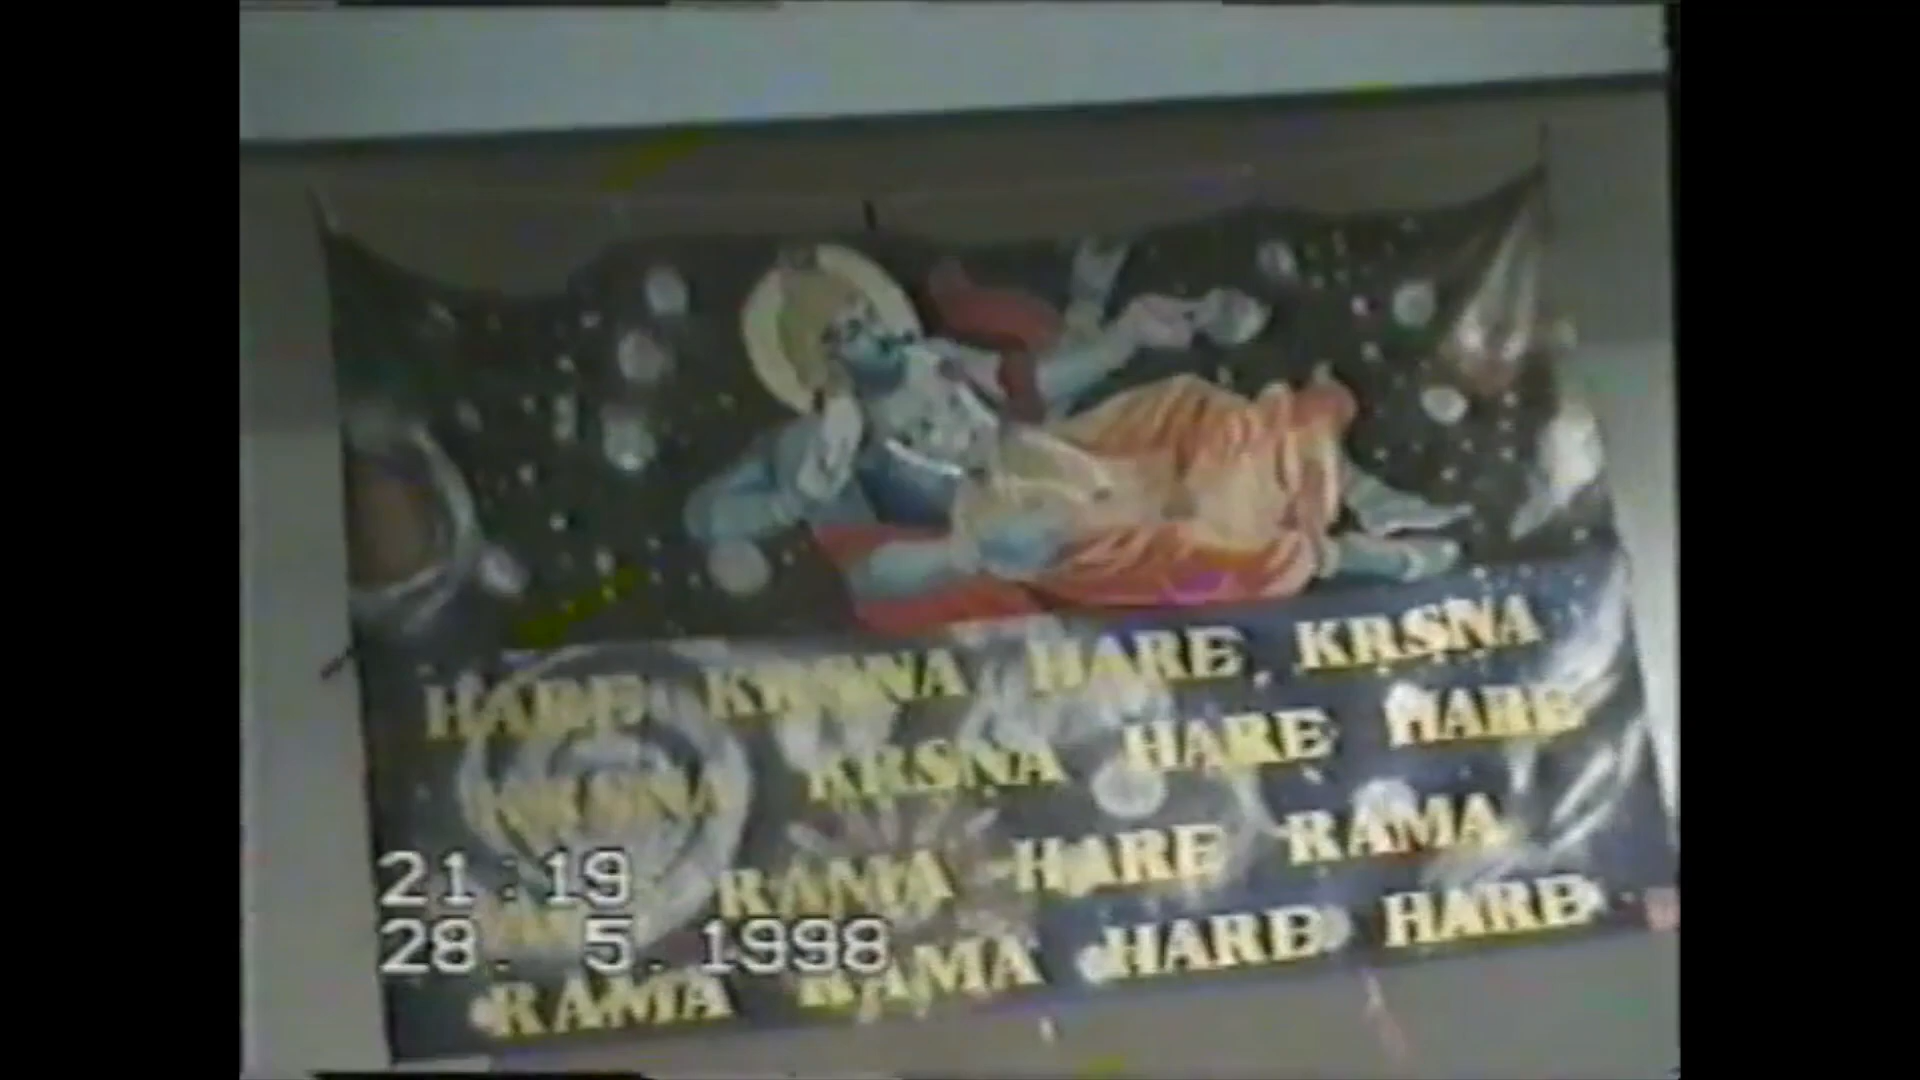 HARE KRSNA HARE KRSNA
KRSNA KRSNA HARE HARE
RAMA HARE RAMA
RAMA RAMA HARE HARE
21:19
28. 5.1998